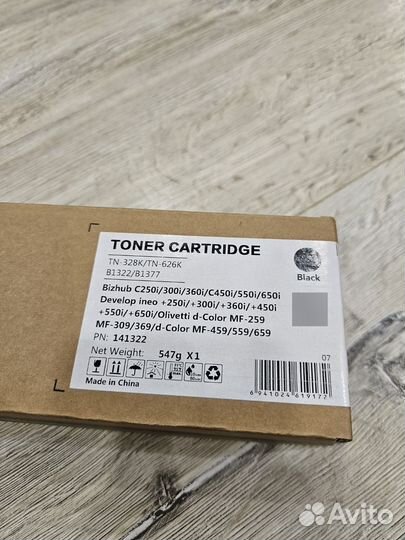 TONER CARTRIDGE
TN-328K/TN-626K
B1322/B1377
Black
Bizhub C250i/300i/360i/C450i/550i/650i
Develop ineo +250i/+300i/+360i/+450i
+550i/+650i/Olivetti d-Color MF-259
MF-309/369/d-Color MF-459/559/659
PN: 141322
Net Weight: 547g X1
07
Made in China
6941024619177
Avito